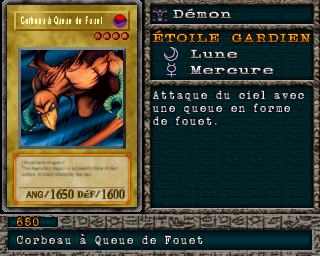 Corbeau à Queue de Fouet
ANG/1650 DéF/1600
Démon
ÉTOILE GARDIEN
Lune
Mercure
Attaque du ciel avec
une queue en forme
de fouet.
650
Corbeau à Queue de Fouet